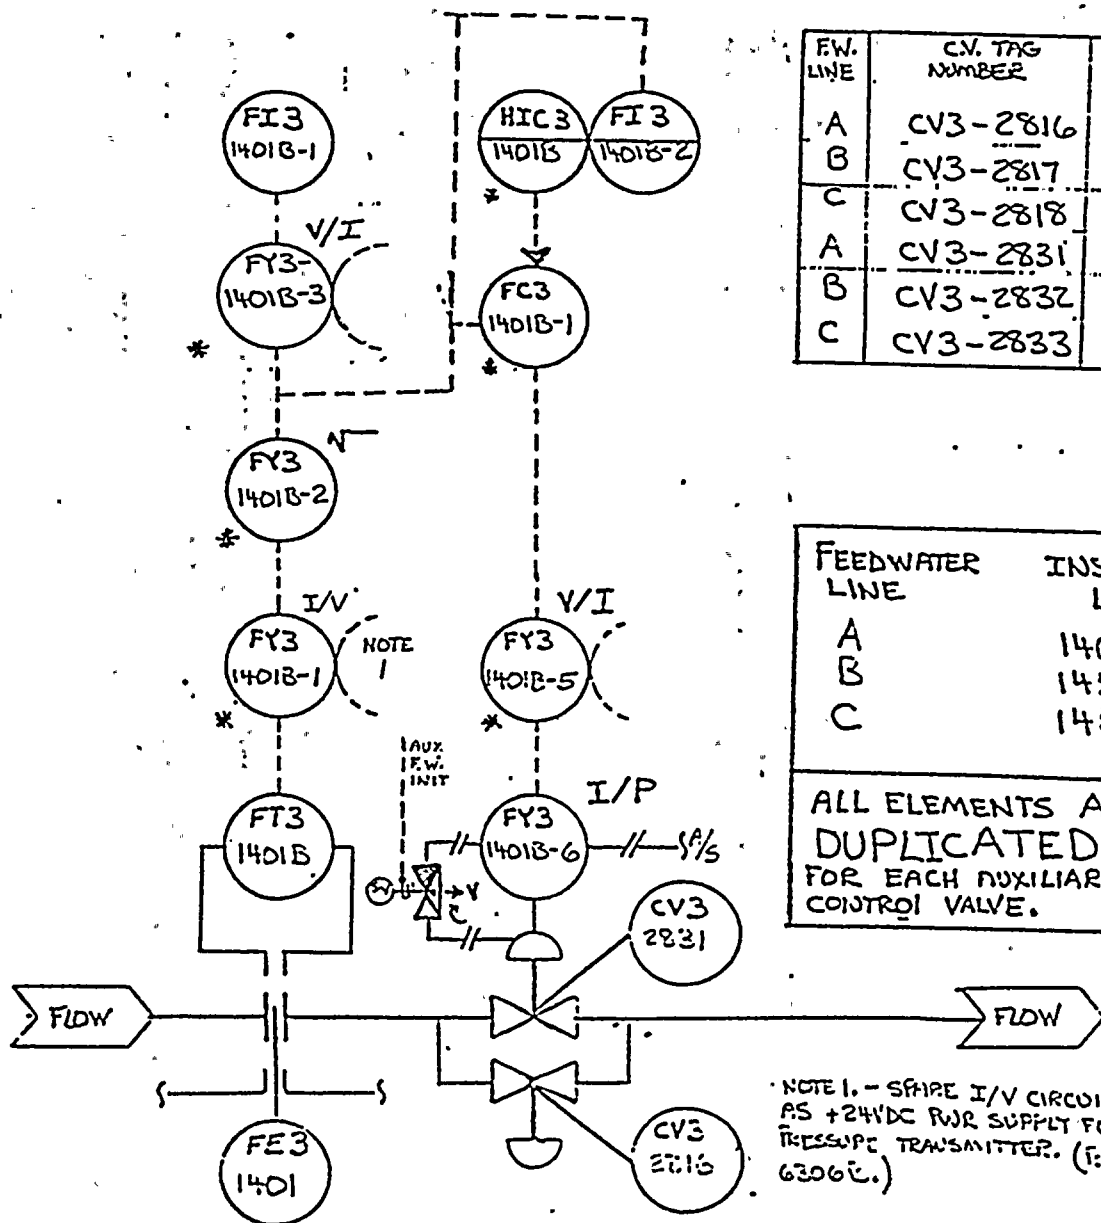 FI3
1401B-1
HIC3
1401B
FI3
1401B-2
*
V/I
FY3-
1401B-3
*
FC3
1401B-1
*
√
FY3
1401B-2
*
I/V
FY3
1401B-1
NOTE
1
*
V/I
FY3
1401B-5
*
AUX
F.W.
INIT
I/P
FT3
1401B
FY3
1401B-6
A/S
V
CV3
2831
FLOW
FLOW
CV3
FE3
1401
F.W.
LINE
C.V. TAG
NUMBER
A CV3-2816
B CV3-2817
C CV3-2818
A CV3-2831
B CV3-2832
C CV3-2833
FEEDWATER
LINE
A
B
C
ALL ELEMENTS
DUPLICATED
FOR EACH
CONTROL VALVE.
NOTE 1. - SPARE I/V
AS +24VDC PWR SUPPLY
PRESSURE TRANSMITTER.